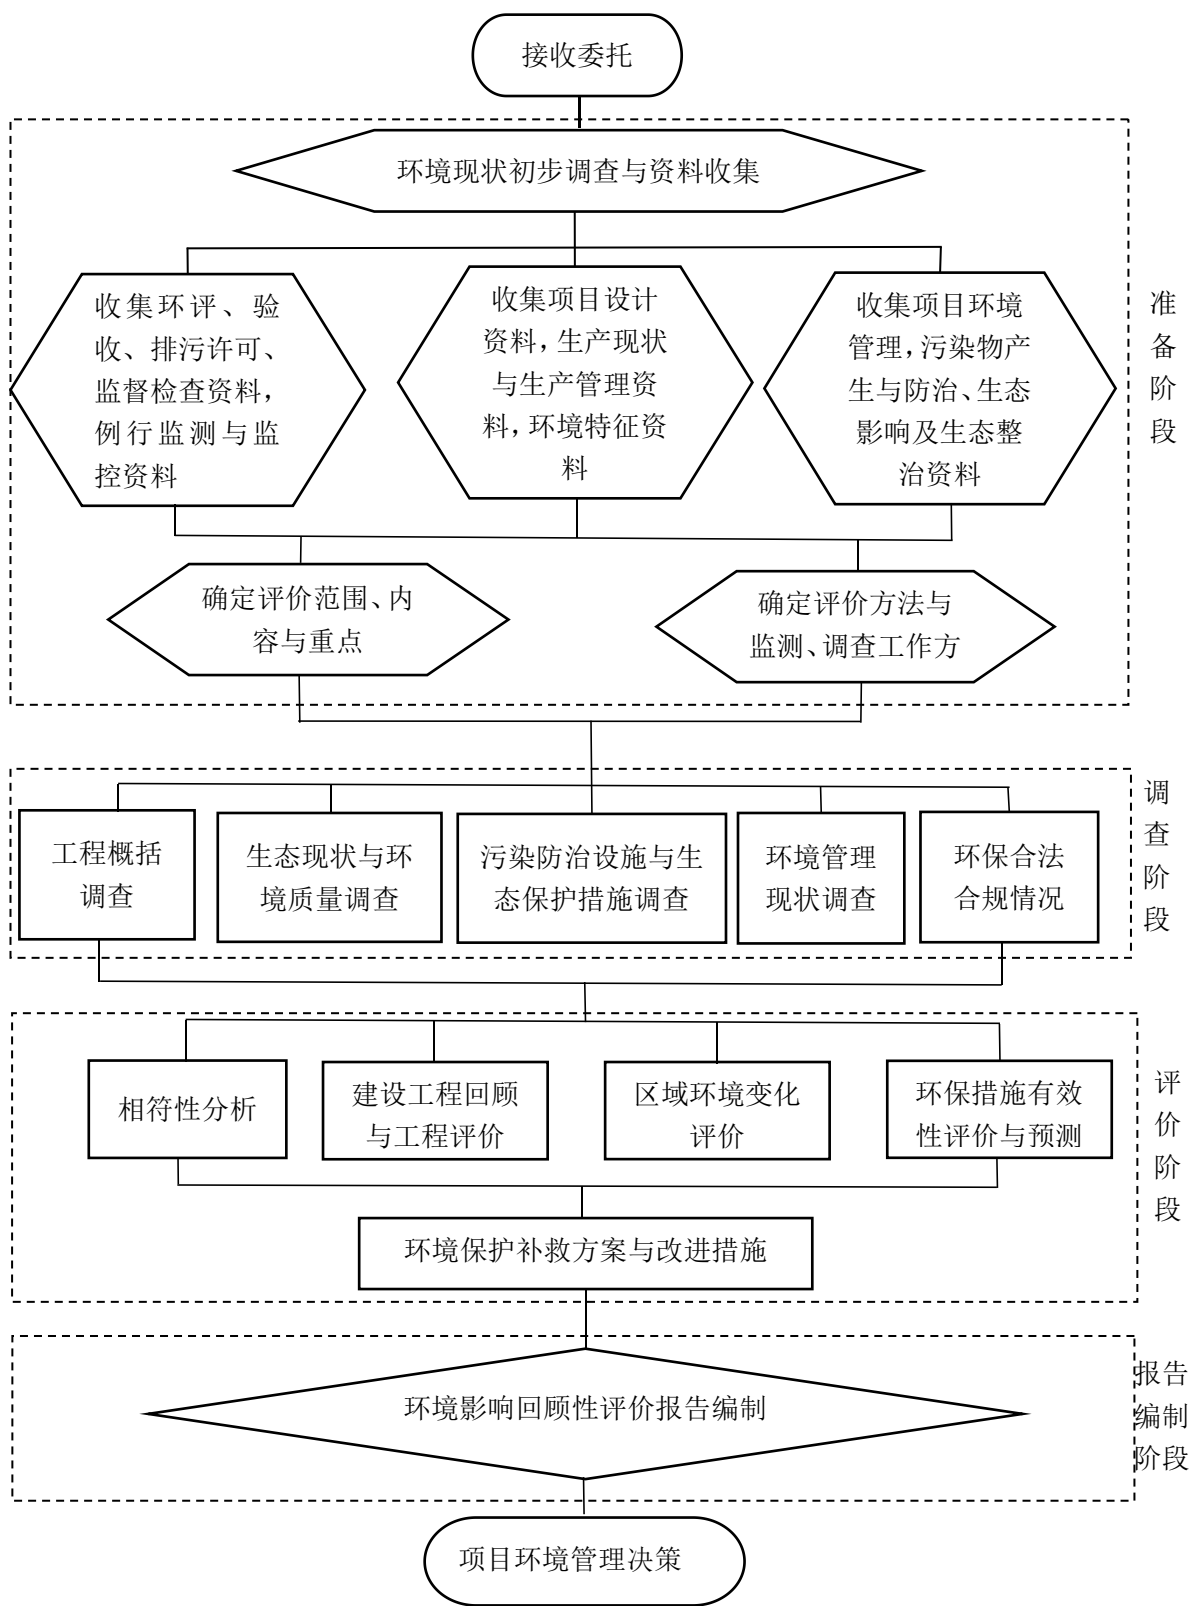 接收委托
环境现状初步调查与资料收集
收集环评、验
收、排污许可、
监督检查资料，
例行监测与监
控资料
收集项目设计
资料，生产现状
与生产管理资
料，环境特征资
料
收集项目环境
管理，污染物产
生与防治、生态
影响及生态整
治资料
准
备
阶
段
确定评价范围、内
容与重点
确定评价方法与
监测、调查工作方
工程概括
调查
生态现状与环
境质量调查
污染防治设施与生
态保护措施调查
环境管理
现状调查
环保合法
合规情况
调
查
阶
段
相符性分析
建设工程回顾
与工程评价
区域环境变化
评价
环保措施有效
性评价与预测
评
价
阶
段
环境保护补救方案与改进措施
环境影响回顾性评价报告编制
报告
编制
阶段
项目环境管理决策